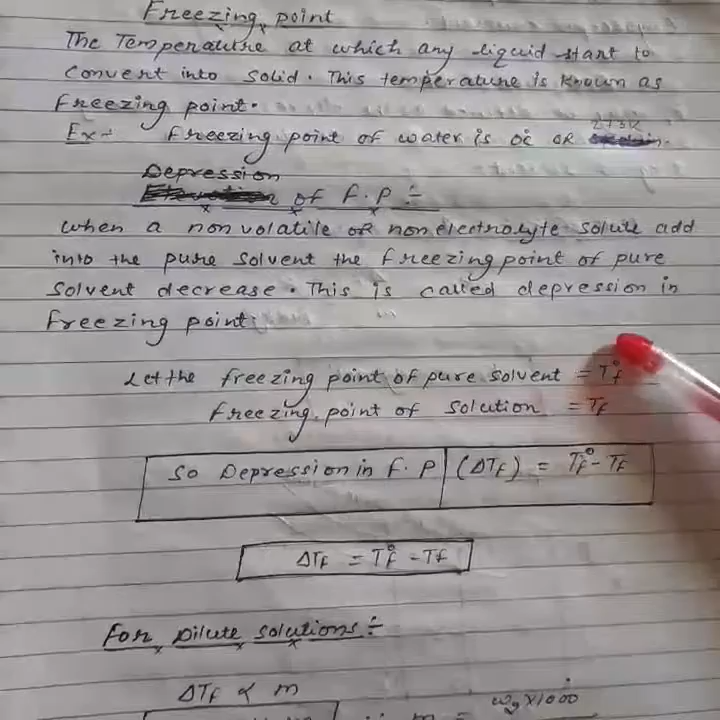 Freezing point
The Temperautre at which any liquid start to
convert into solid. This temperature is known as
freezing point.
Ex- freezing point of water is 0c or 273k
Depression
of f.p ÷
when a non volatile or non electrolyte solute add
into the pure solvent the freezing point of pure
solvent decrease. This is called depression in
freezing point.
Let the freezing point of pure solvent = T°f
freezing point of solution = Tf
So Depression in f.p (ΔTf) = T°f - Tf
ΔTf = T°f - Tf
For Dilute solutions ÷
ΔTf ∝ m
m = w₂×1000